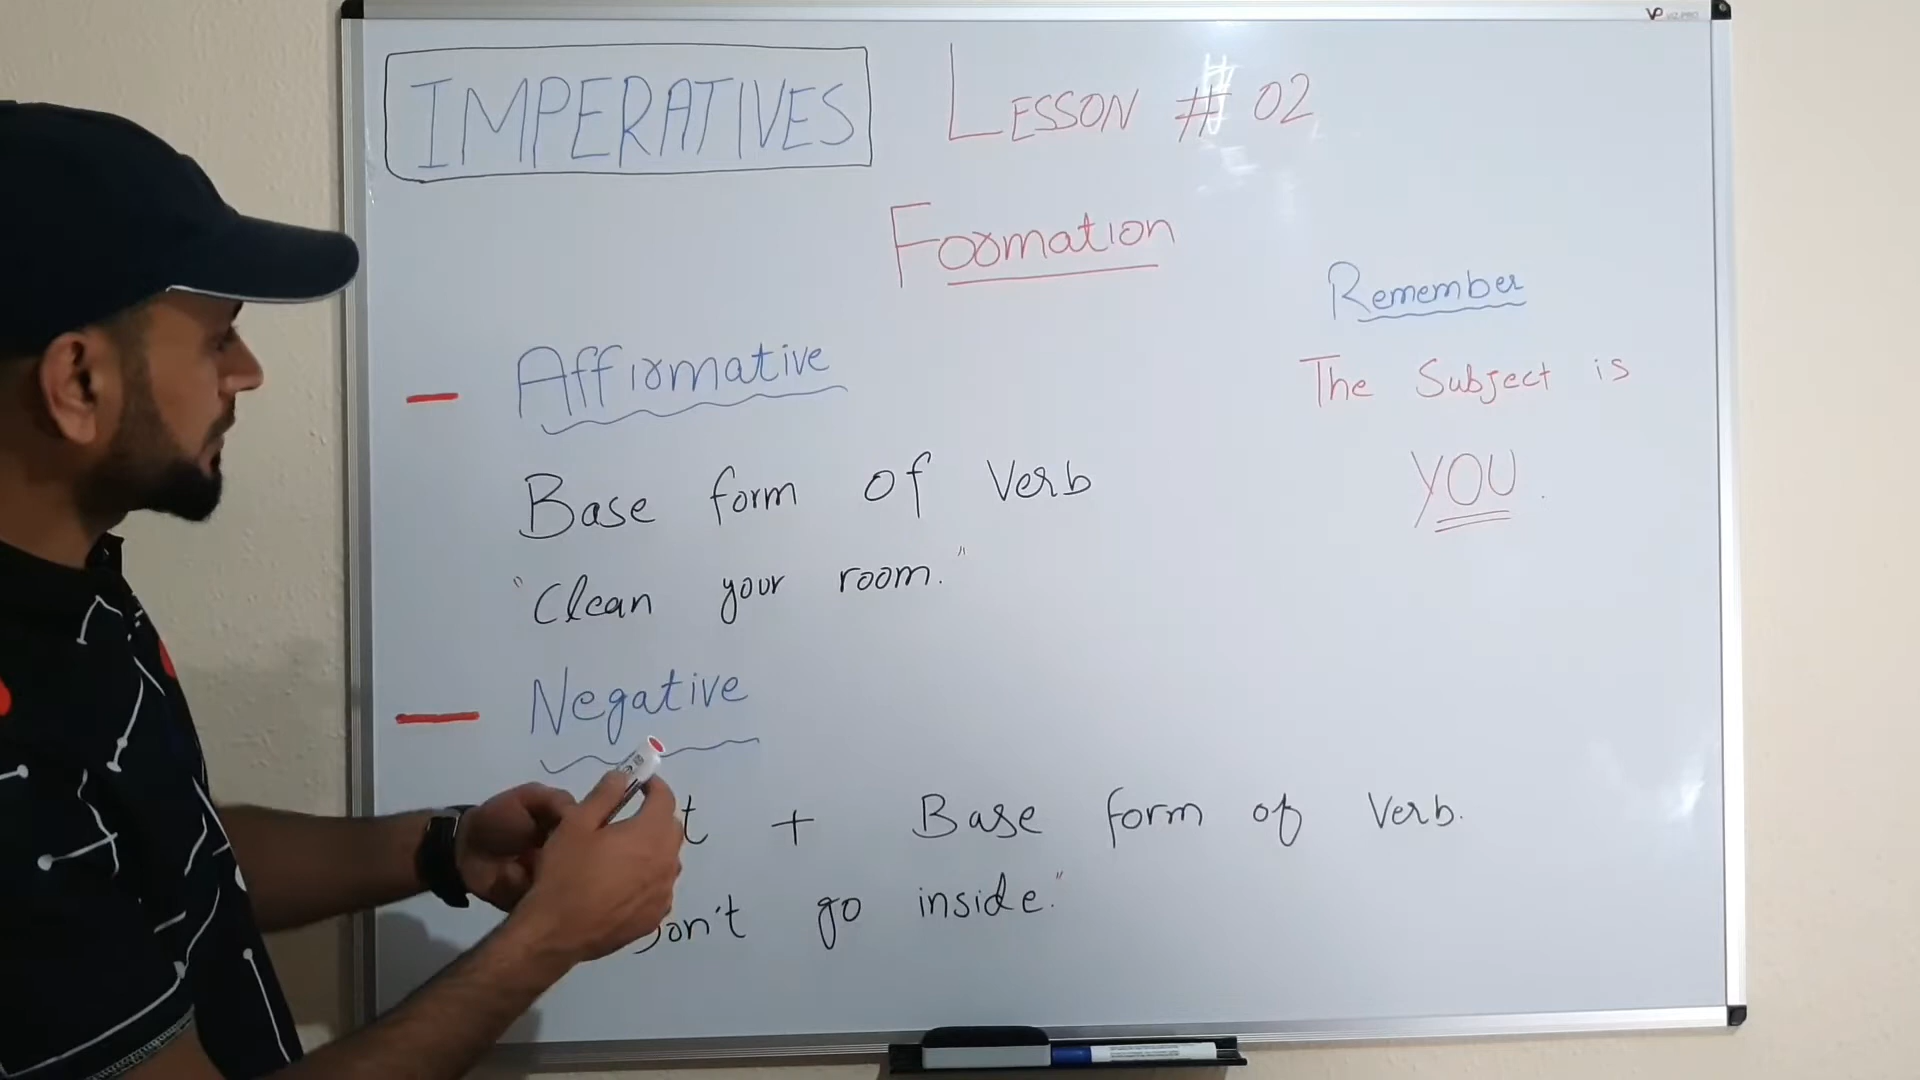 IMPERATIVES LESSON # 02
Formation
Remember
Affirmative
The Subject is
YOU.
Base form of Verb
"Clean your room."
Negative
+ Base form of Verb.
go inside."